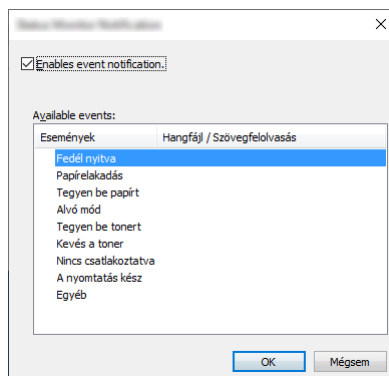 Enables event notification.
Available events:
Események Hangfájl / Szövegfelolvasás
Fedél nyitva
Papírelakadás
Tegyen be papírt
Alvó mód
Tegyen be tonert
Kevés a toner
Nincs csatlakoztatva
A nyomtatás kész
Egyéb
OK Mégsem